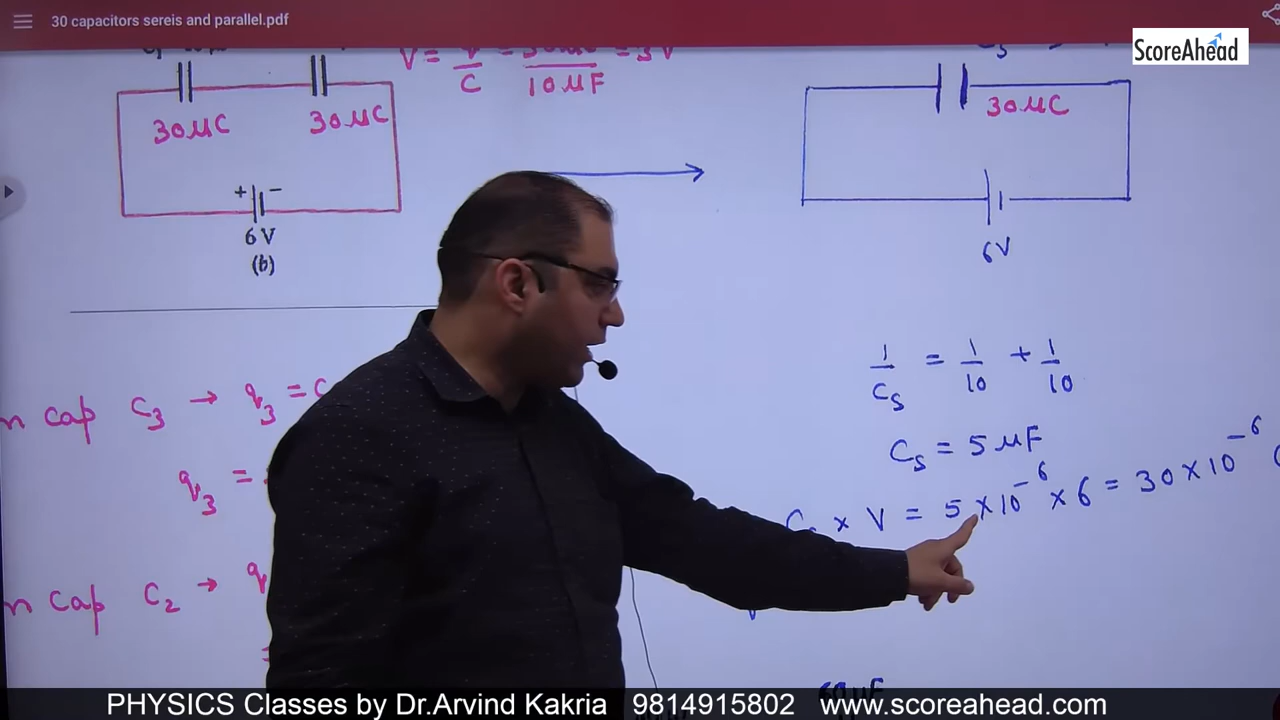 30 capacitors sereis and parallel.pdf
ScoreAhead
V = — = 30μC = 3V
C 10μF
30μC 30μC
30μC
+ −
6V
(b)
6V
1/Cs = 1/10 + 1/10
Cs = 5μF
× V = 5×10⁻⁶ × 6 = 30×10⁻⁶
n cap C₃ → q₃ = C
q₃ =
n cap C₂ → q
=
PHYSICS Classes by Dr.Arvind Kakria 9814915802 www.scoreahead.com